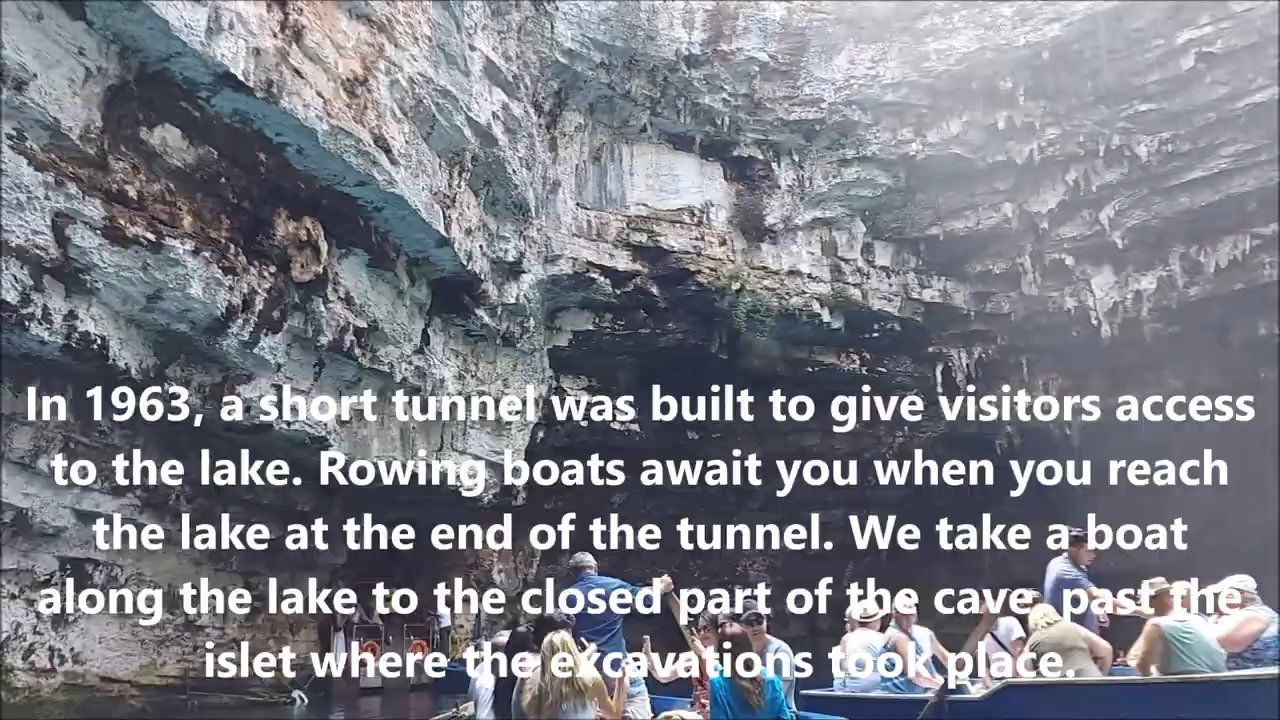 In 1963, a short tunnel was built to give visitors access
to the lake. Rowing boats await you when you reach
the lake at the end of the tunnel. We take a boat
along the lake to the closed part of the cave, past the
islet where the excavations took place.